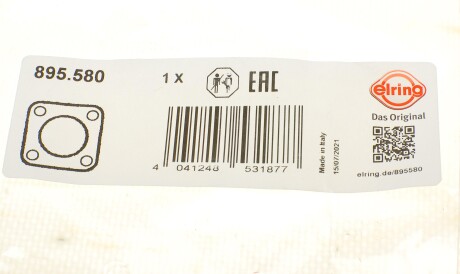 895.580
1 X
EAC
elring
Das Original
4 041248 531877
Made in Italy
15/07/2021
elring.de/895580